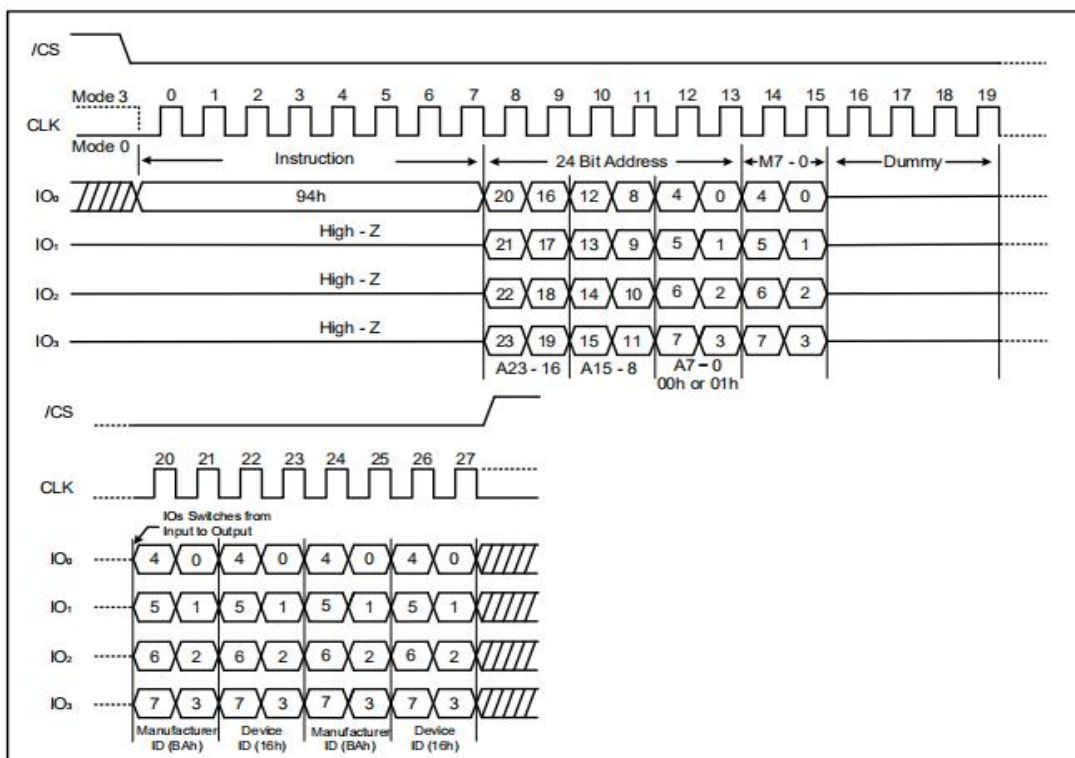 /CS
Mode 3 0 1 2 3 4 5 6 7 8 9 10 11 12 13 14 15 16 17 18 19
CLK
Mode 0
Instruction 24 Bit Address M7 - 0 Dummy
IO₀ 94h 20 16 12 8 4 0 4 0
IO₁ High - Z 21 17 13 9 5 1 5 1
IO₂ High - Z 22 18 14 10 6 2 6 2
IO₃ High - Z 23 19 15 11 7 3 7 3
A23 - 16 A15 - 8 A7 – 0
00h or 01h
/CS
20 21 22 23 24 25 26 27
CLK
IOs Switches from
Input to Output
IO₀ 4 0 4 0 4 0 4 0
IO₁ 5 1 5 1 5 1 5 1
IO₂ 6 2 6 2 6 2 6 2
IO₃ 7 3 7 3 7 3 7 3
Manufacturer Device Manufacturer Device
ID (BAh) ID (16h) ID (BAh) ID (16h)